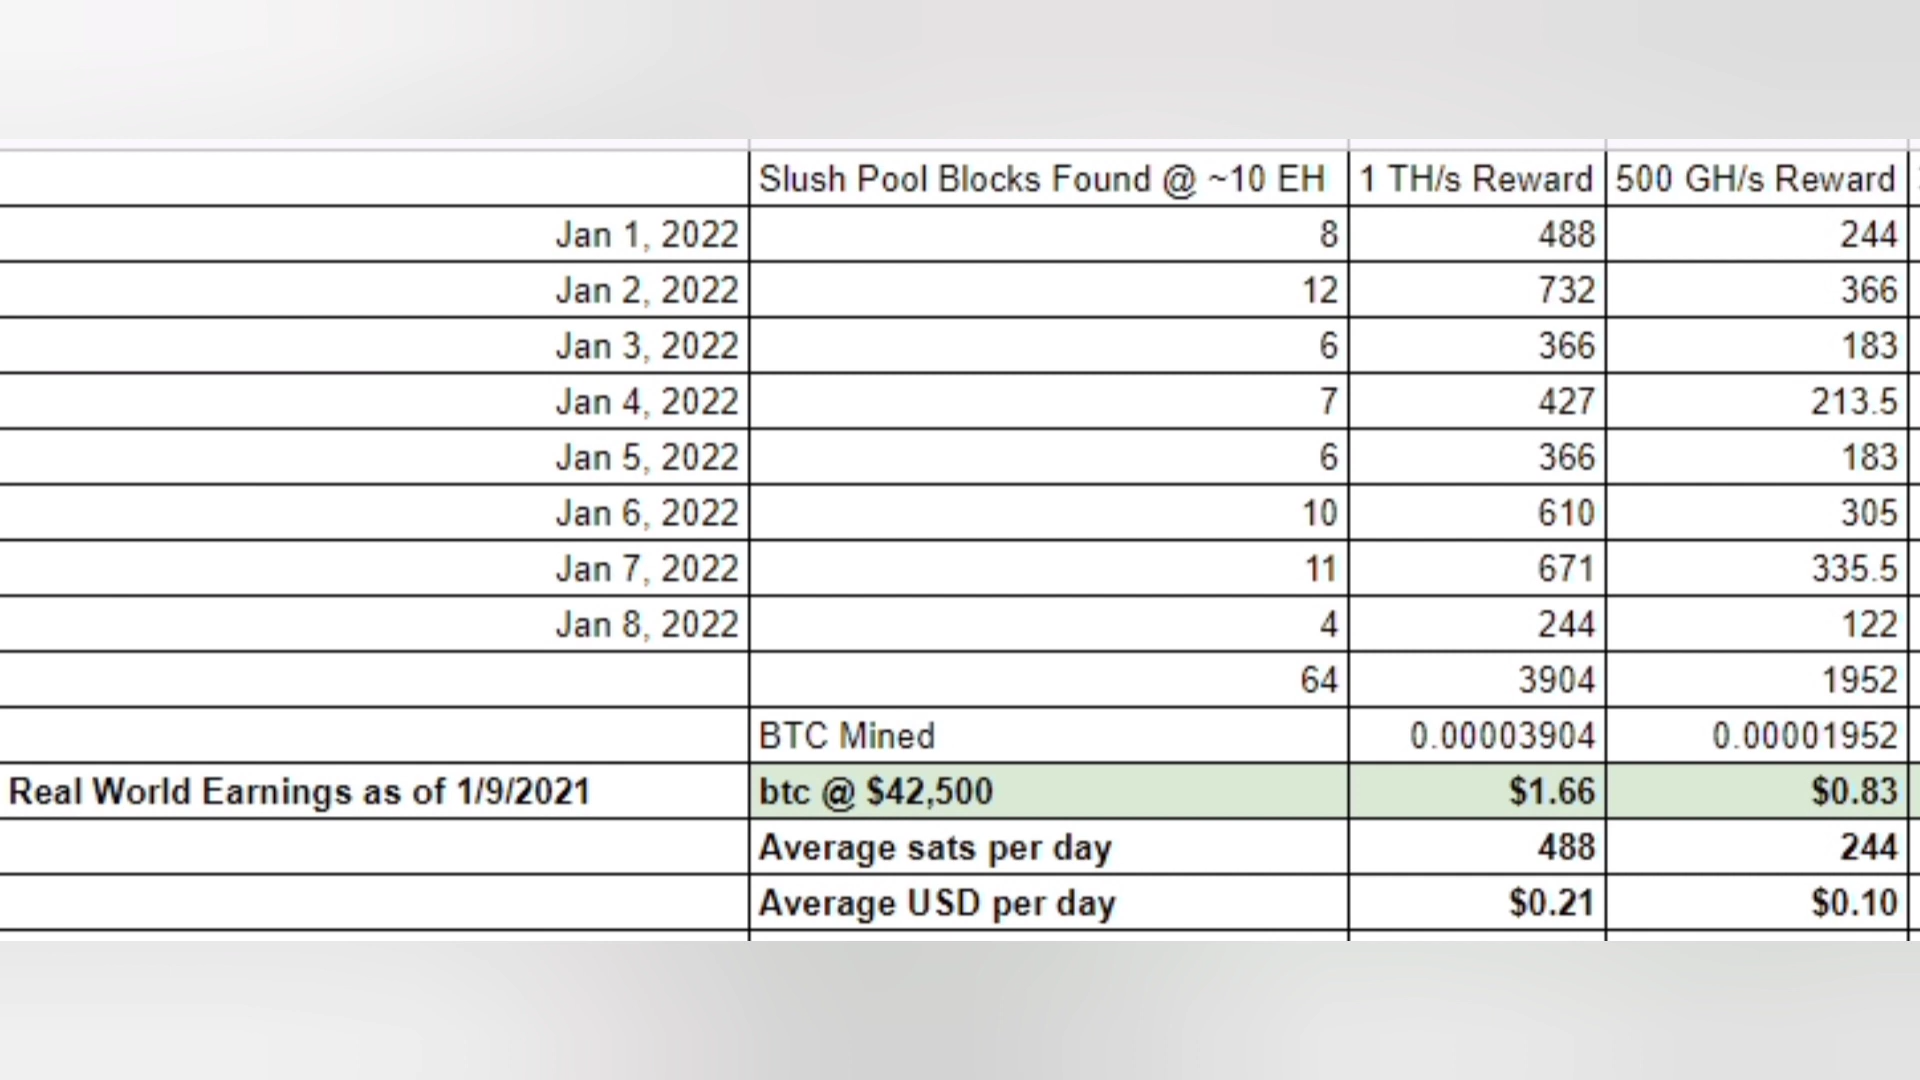 Slush Pool Blocks Found @ ~10 EH 1 TH/s Reward 500 GH/s Reward
Jan 1, 2022 8 488 244
Jan 2, 2022 12 732 366
Jan 3, 2022 6 366 183
Jan 4, 2022 7 427 213.5
Jan 5, 2022 6 366 183
Jan 6, 2022 10 610 305
Jan 7, 2022 11 671 335.5
Jan 8, 2022 4 244 122
64 3904 1952
BTC Mined 0.00003904 0.00001952
Real World Earnings as of 1/9/2021 btc @ $42,500 $1.66 $0.83
Average sats per day 488 244
Average USD per day $0.21 $0.10